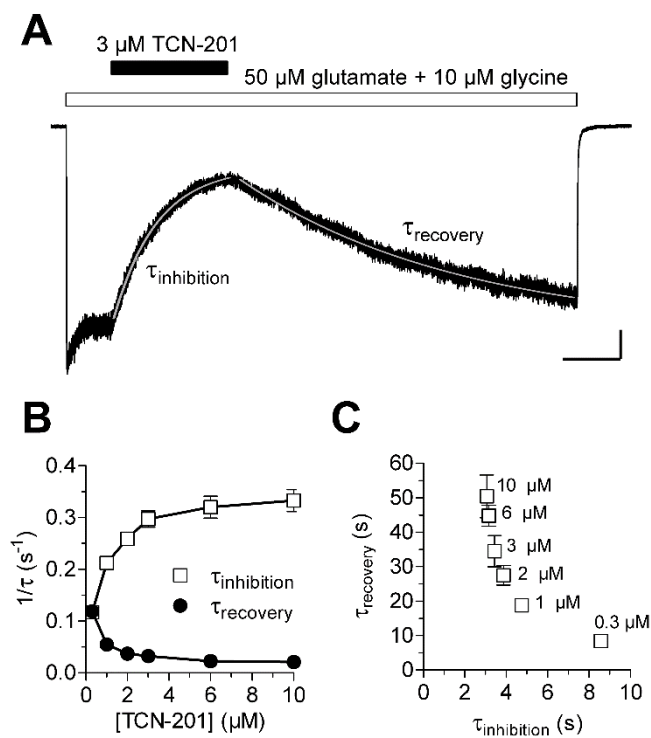 A
3 µM TCN-201
50 µM glutamate + 10 µM glycine
τinhibition
τrecovery
B
1/τ (s-1)
0.4
0.3
0.2
0.1
0.0
τinhibition
τrecovery
0 2 4 6 8 10
[TCN-201] (µM)
C
τrecovery (s)
60
50
40
30
20
10
0
10 µM
6 µM
3 µM
2 µM
1 µM
0.3 µM
0 2 4 6 8 10
τinhibition (s)